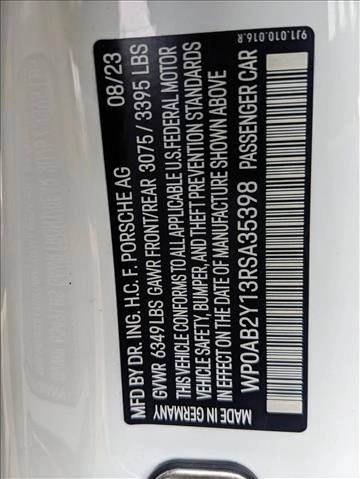 9J1.010.016.R
MFD BY DR. ING. H.C. F. PORSCHE AG 08/23
GVWR 6349 LBS GAWR FRONT/REAR 3075 / 3395 LBS
THIS VEHICLE CONFORMS TO ALL APPLICABLE U.S. FEDERAL MOTOR
VEHICLE SAFETY, BUMPER, AND THEFT PREVENTION STANDARDS
IN EFFECT ON THE DATE OF MANUFACTURE SHOWN ABOVE
WP0AB2Y13RSA35398 PASSENGER CAR
MADE IN GERMANY